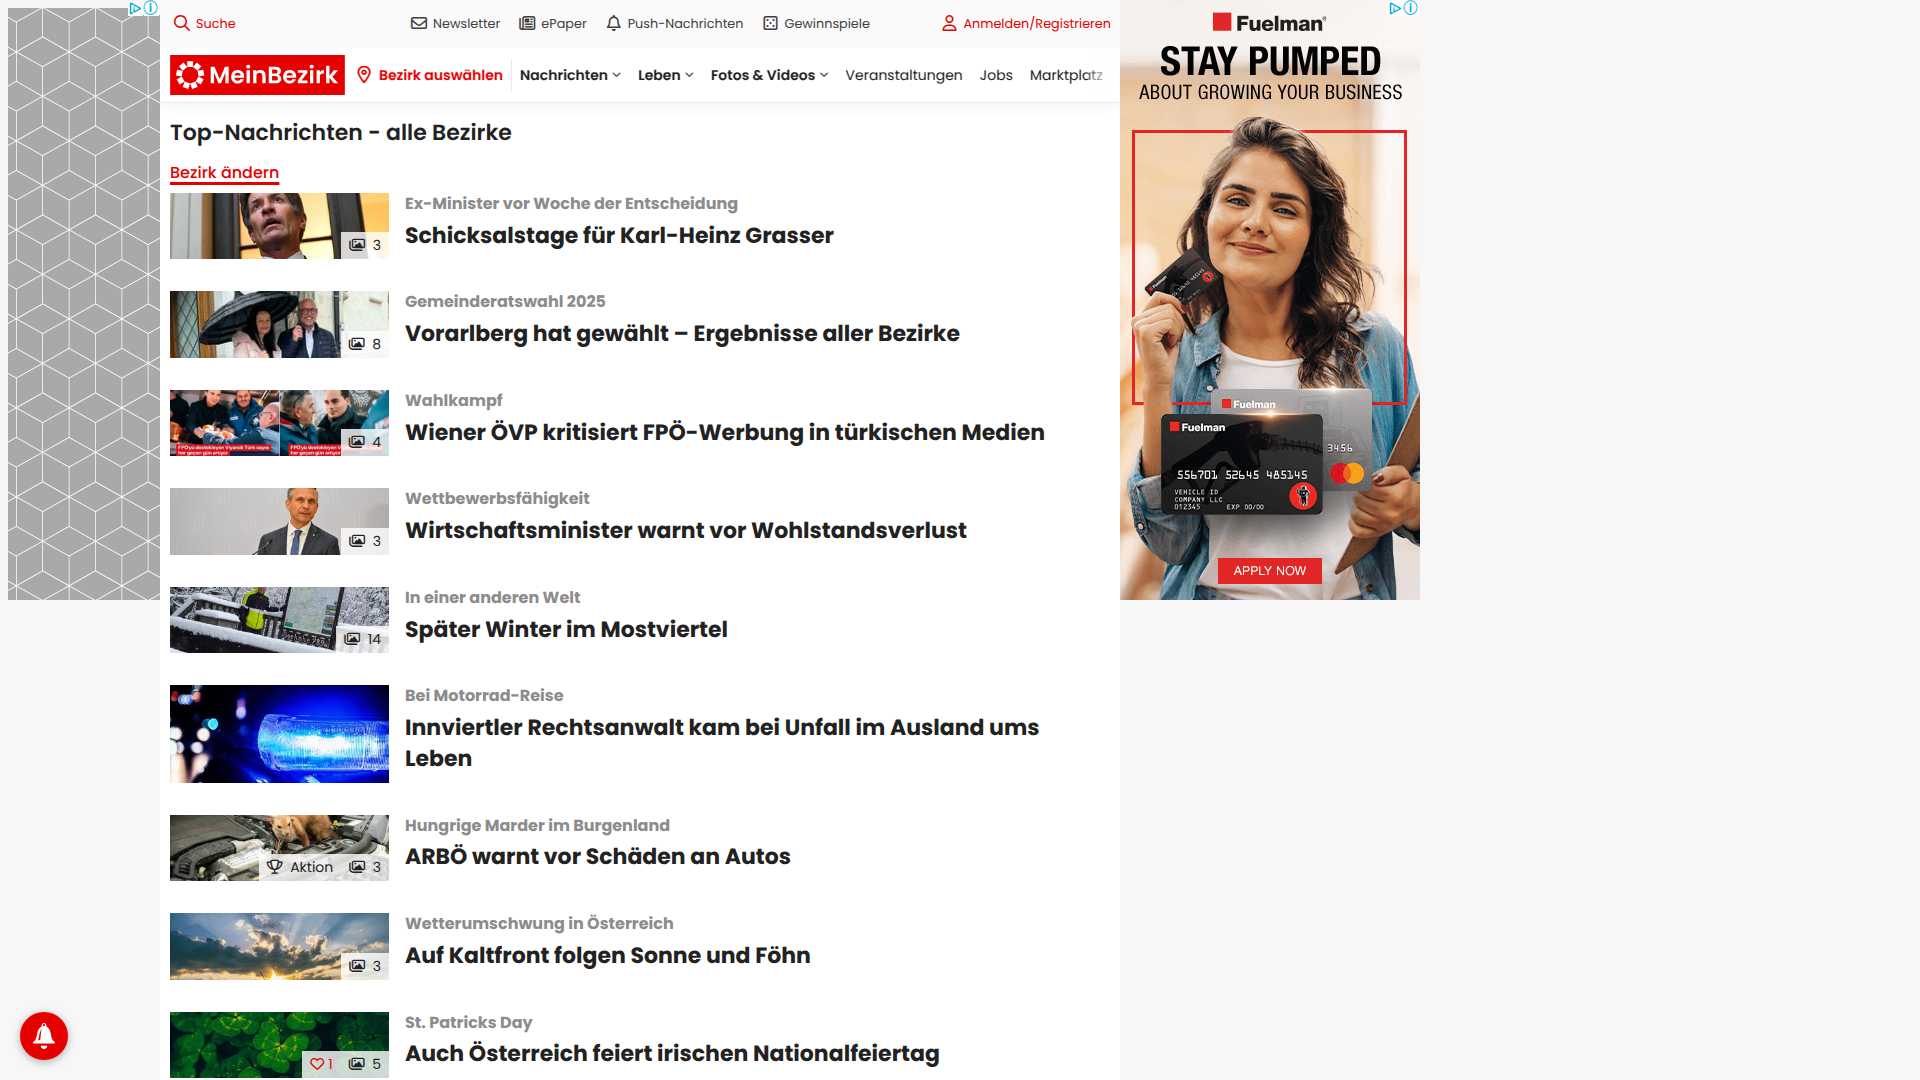 Suche
Newsletter
ePaper
Push-Nachrichten
Gewinnspiele
Anmelden/Registrieren
MeinBezirk
Bezirk auswählen
Nachrichten
Leben
Fotos & Videos
Veranstaltungen
Jobs
Marktplatz
Top-Nachrichten - alle Bezirke
Bezirk ändern
3
Ex-Minister vor Woche der Entscheidung
Schicksalstage für Karl-Heinz Grasser
8
Gemeinderatswahl 2025
Vorarlberg hat gewählt – Ergebnisse aller Bezirke
4
Wahlkampf
Wiener ÖVP kritisiert FPÖ-Werbung in türkischen Medien
3
Wettbewerbsfähigkeit
Wirtschaftsminister warnt vor Wohlstandsverlust
14
In einer anderen Welt
Später Winter im Mostviertel
Bei Motorrad-Reise
Innviertler Rechtsanwalt kam bei Unfall im Ausland ums
Leben
Aktion 3
Hungrige Marder im Burgenland
ARBÖ warnt vor Schäden an Autos
3
Wetterumschwung in Österreich
Auf Kaltfront folgen Sonne und Föhn
1 5
St. Patricks Day
Auch Österreich feiert irischen Nationalfeiertag
Fuelman
STAY PUMPED
ABOUT GROWING YOUR BUSINESS
Fuelman
Fuelman
3456
556701 52645 485145
VEHICLE ID
COMPANY LLC
012345 EXP 00/00
APPLY NOW